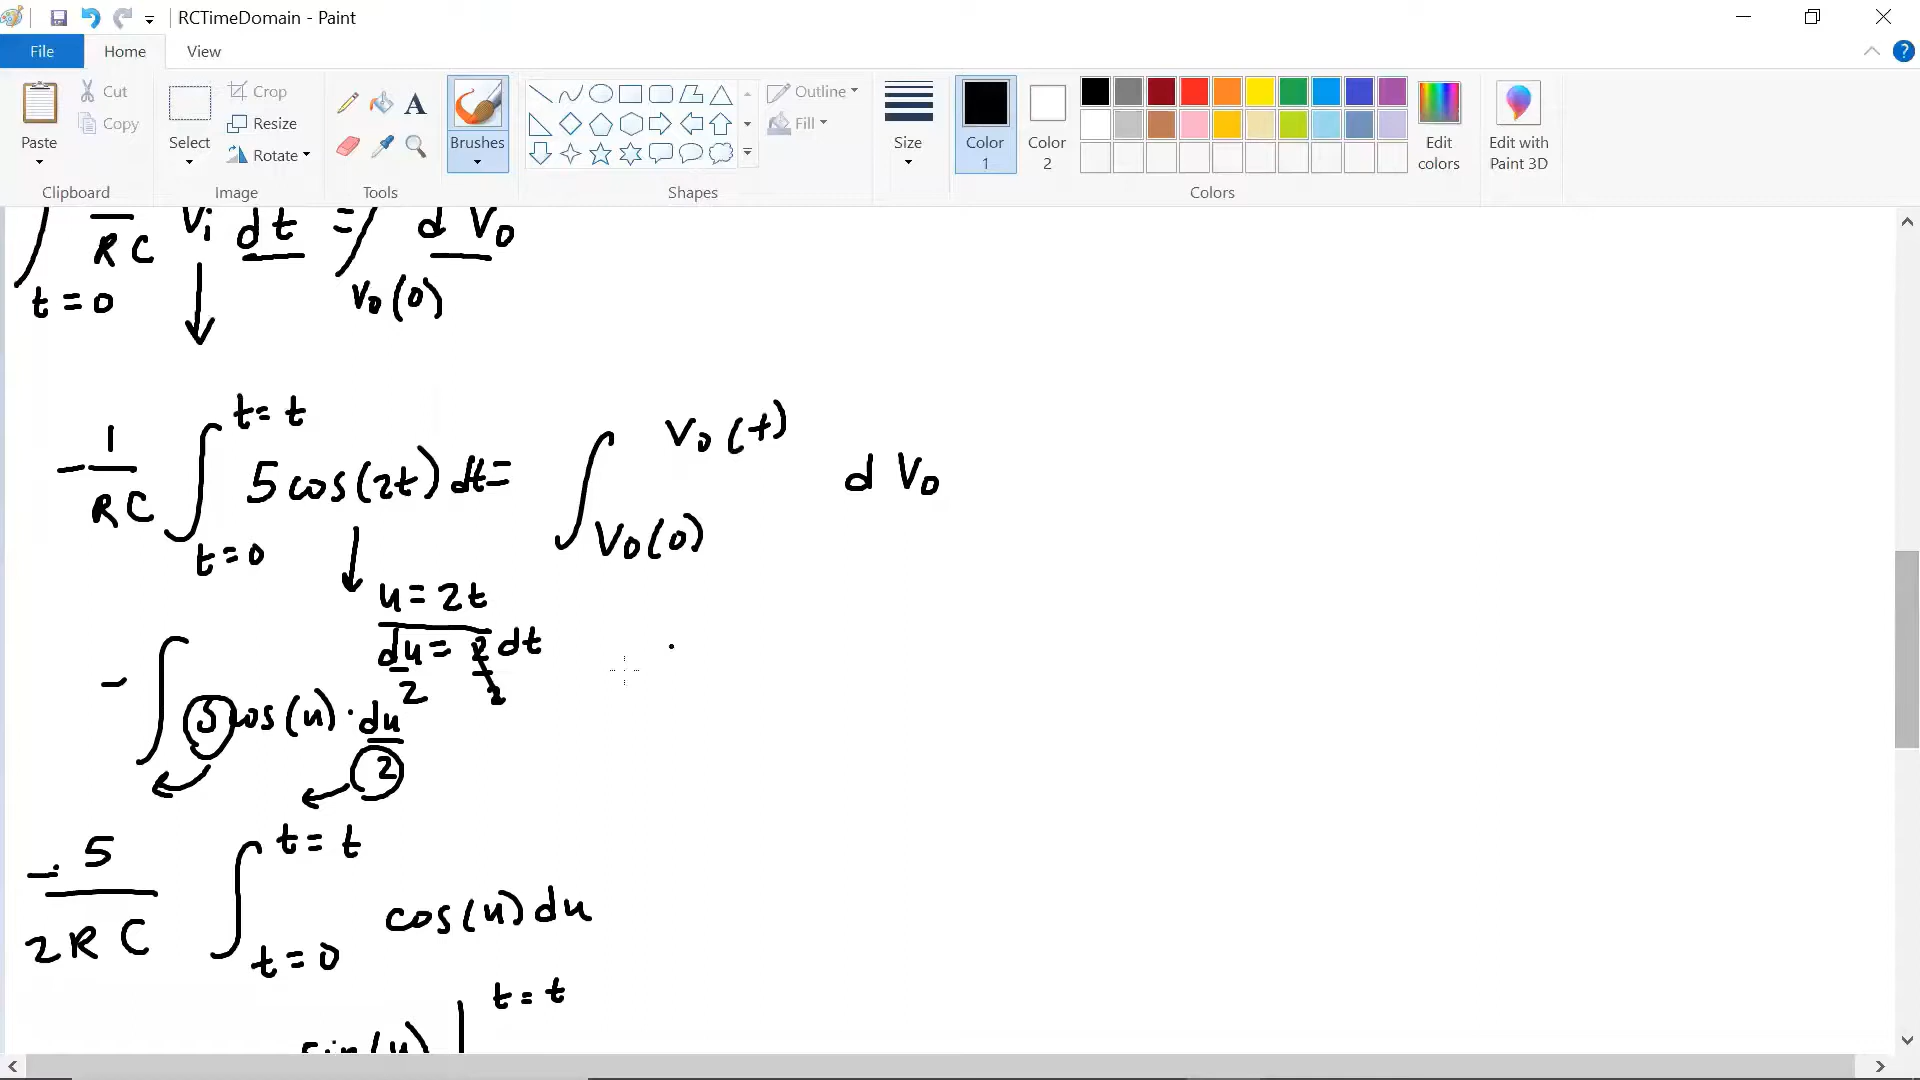 RCTimeDomain - Paint
File Home View
Paste
Cut
Copy
Clipboard
Select
Crop
Resize
Rotate
Image
A
Tools
Brushes
Outline
Fill
Shapes
Size
Color 1
Color 2
Edit colors
Edit with Paint 3D
Colors
∫ RC Vi dt = ∫ d Vo
t = 0 Vo(0)
t = t
- 1/RC ∫ 5 cos(2t) dt = ∫ d Vo
Vo(t)
t = 0 Vo(0)
u = 2t
du/2 = 2/2 dt
- ∫ 5 cos(u) · du/2
- 5/2RC ∫ cos(u) du
t = t
t = 0
t = t
sin(u) |